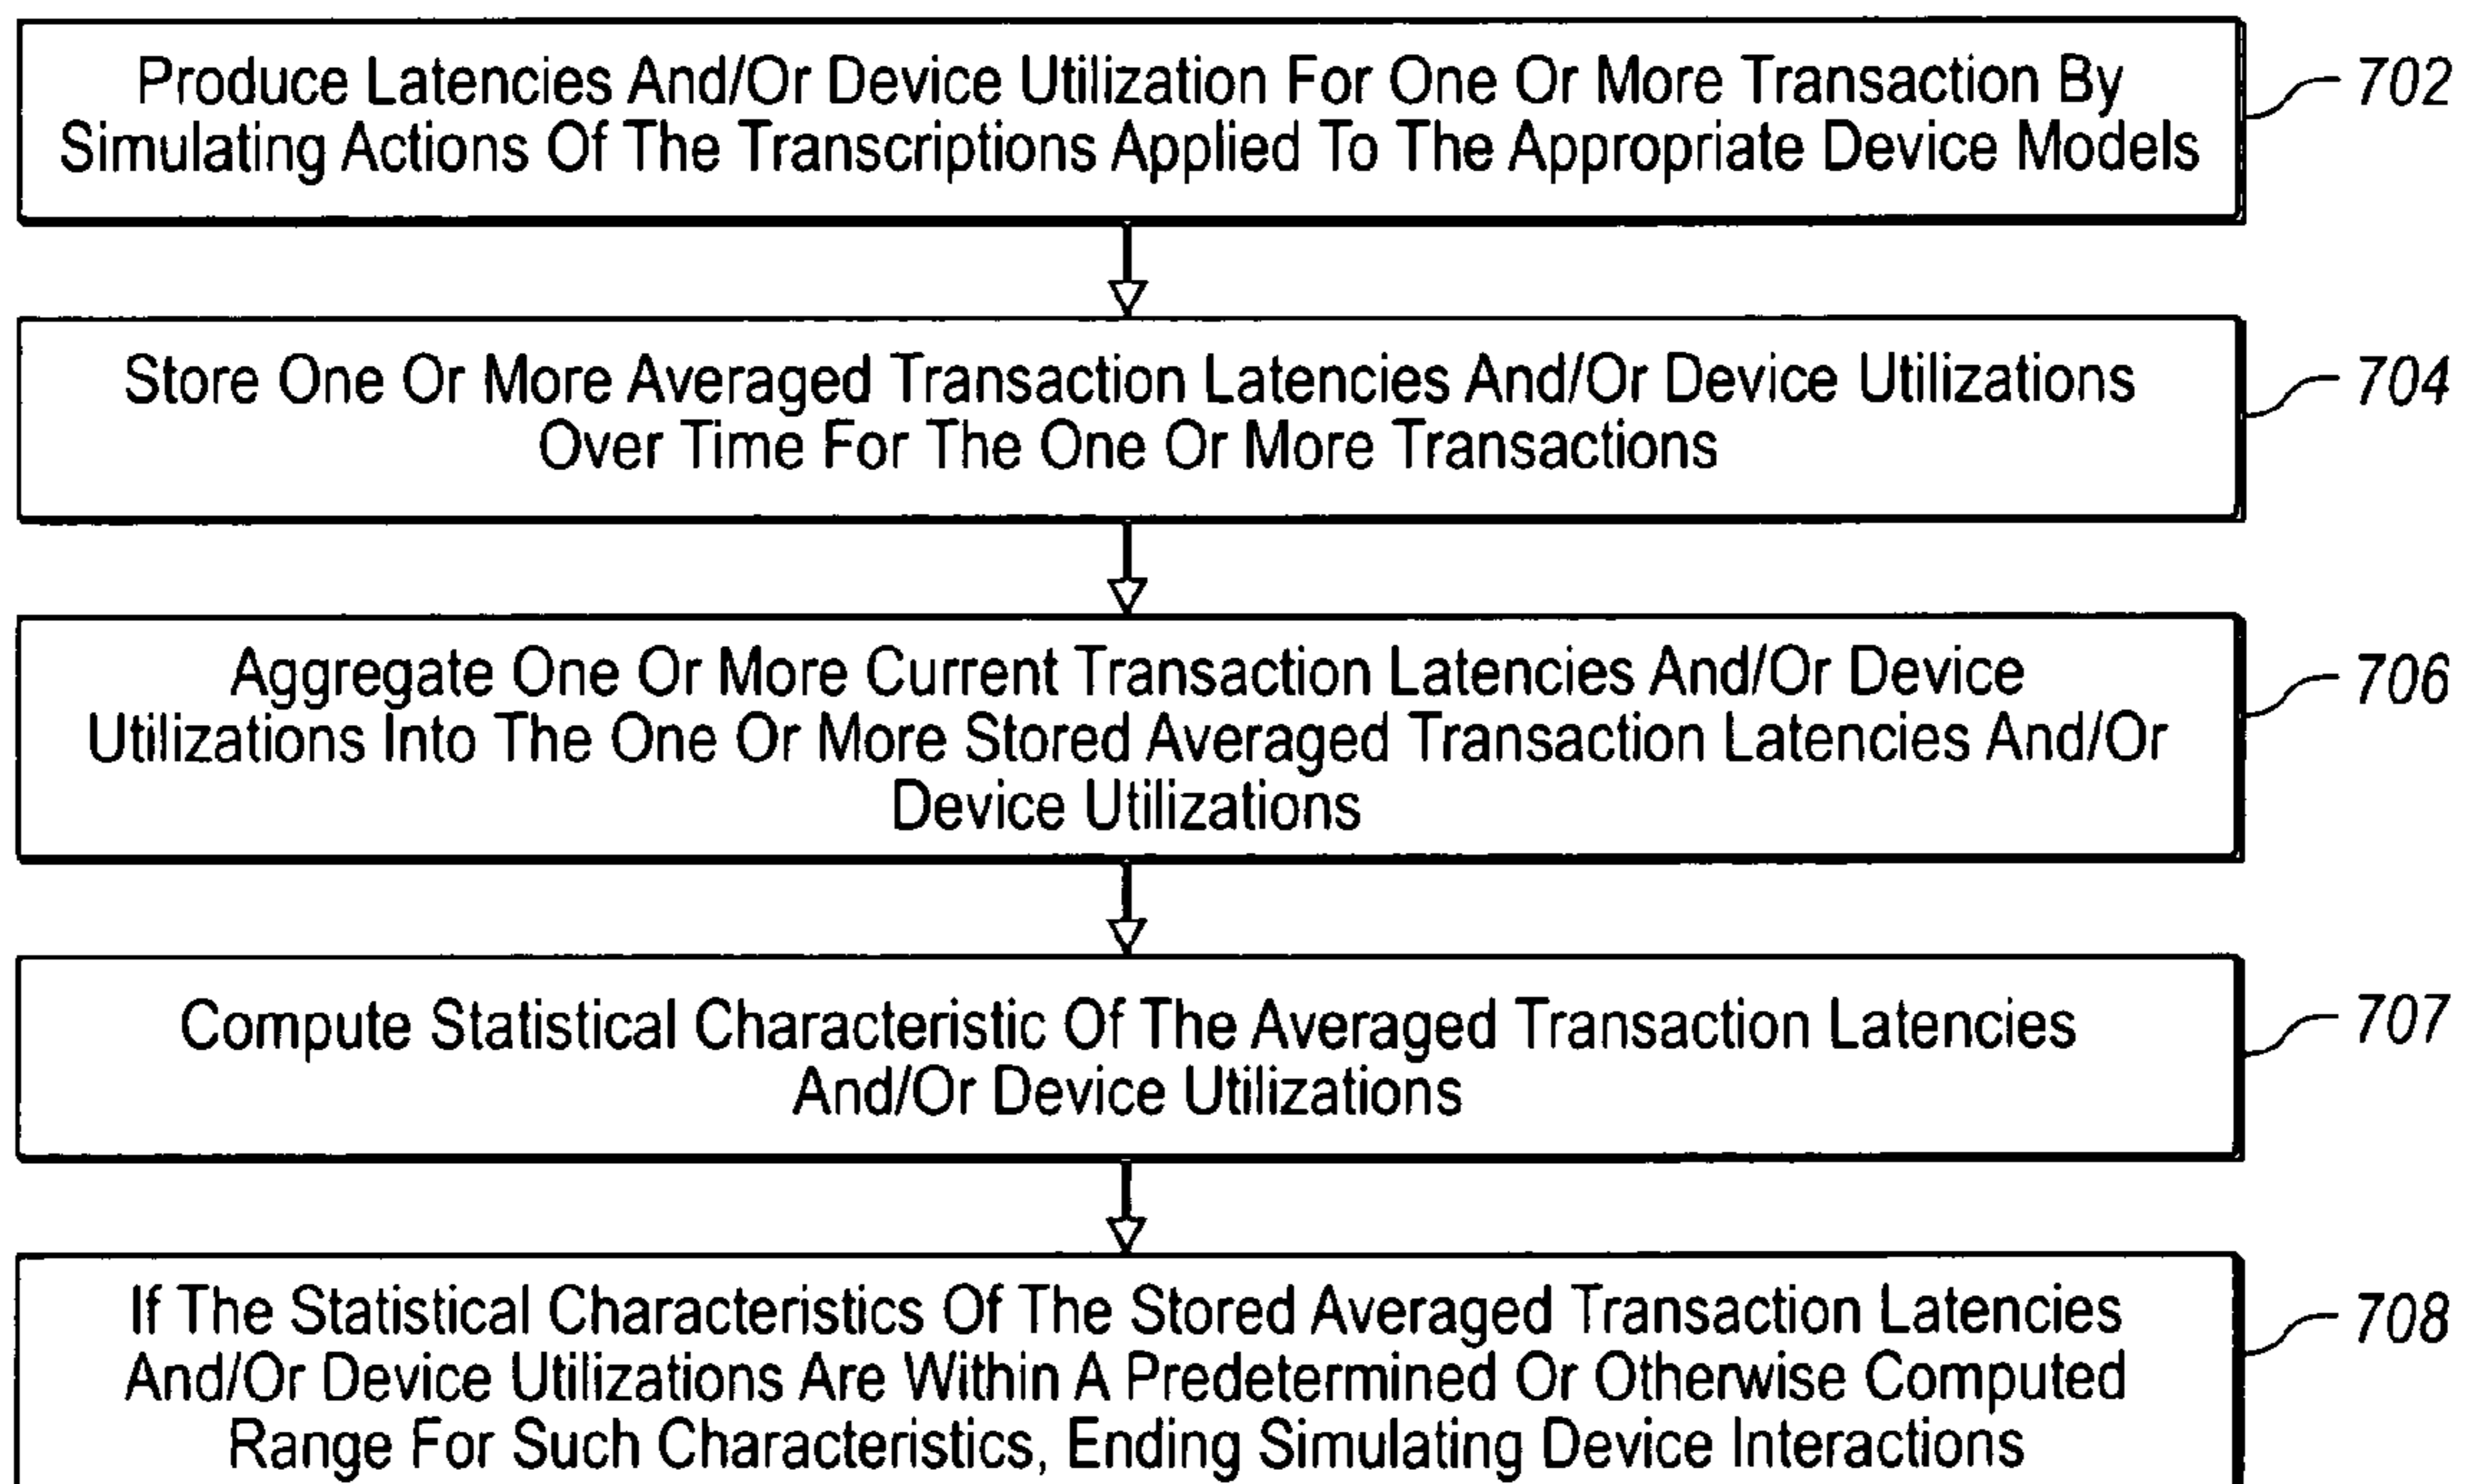 Produce Latencies And/Or Device Utilization For One Or More Transaction By
Simulating Actions Of The Transcriptions Applied To The Appropriate Device Models
702
Store One Or More Averaged Transaction Latencies And/Or Device Utilizations
Over Time For The One Or More Transactions
704
Aggregate One Or More Current Transaction Latencies And/Or Device
Utilizations Into The One Or More Stored Averaged Transaction Latencies And/Or
Device Utilizations
706
Compute Statistical Characteristic Of The Averaged Transaction Latencies
And/Or Device Utilizations
707
If The Statistical Characteristics Of The Stored Averaged Transaction Latencies
And/Or Device Utilizations Are Within A Predetermined Or Otherwise Computed
Range For Such Characteristics, Ending Simulating Device Interactions
708